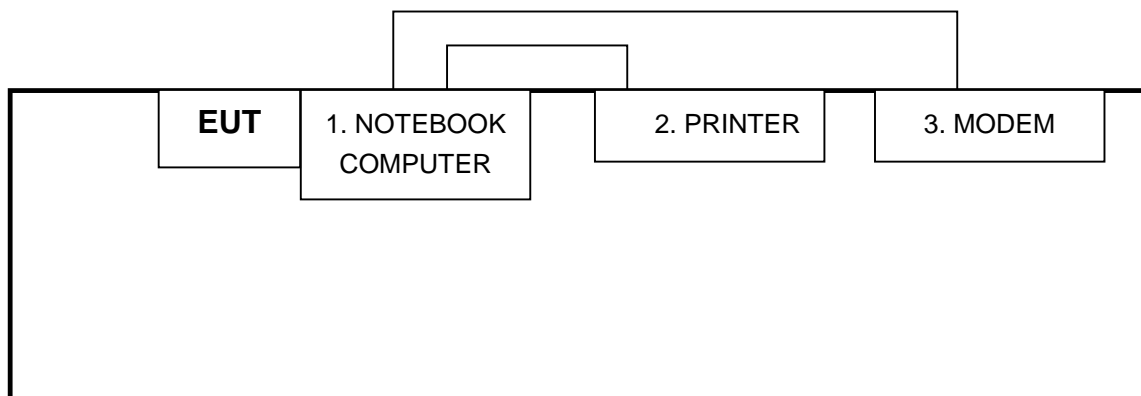 EUT
1. NOTEBOOK
COMPUTER
2. PRINTER
3. MODEM